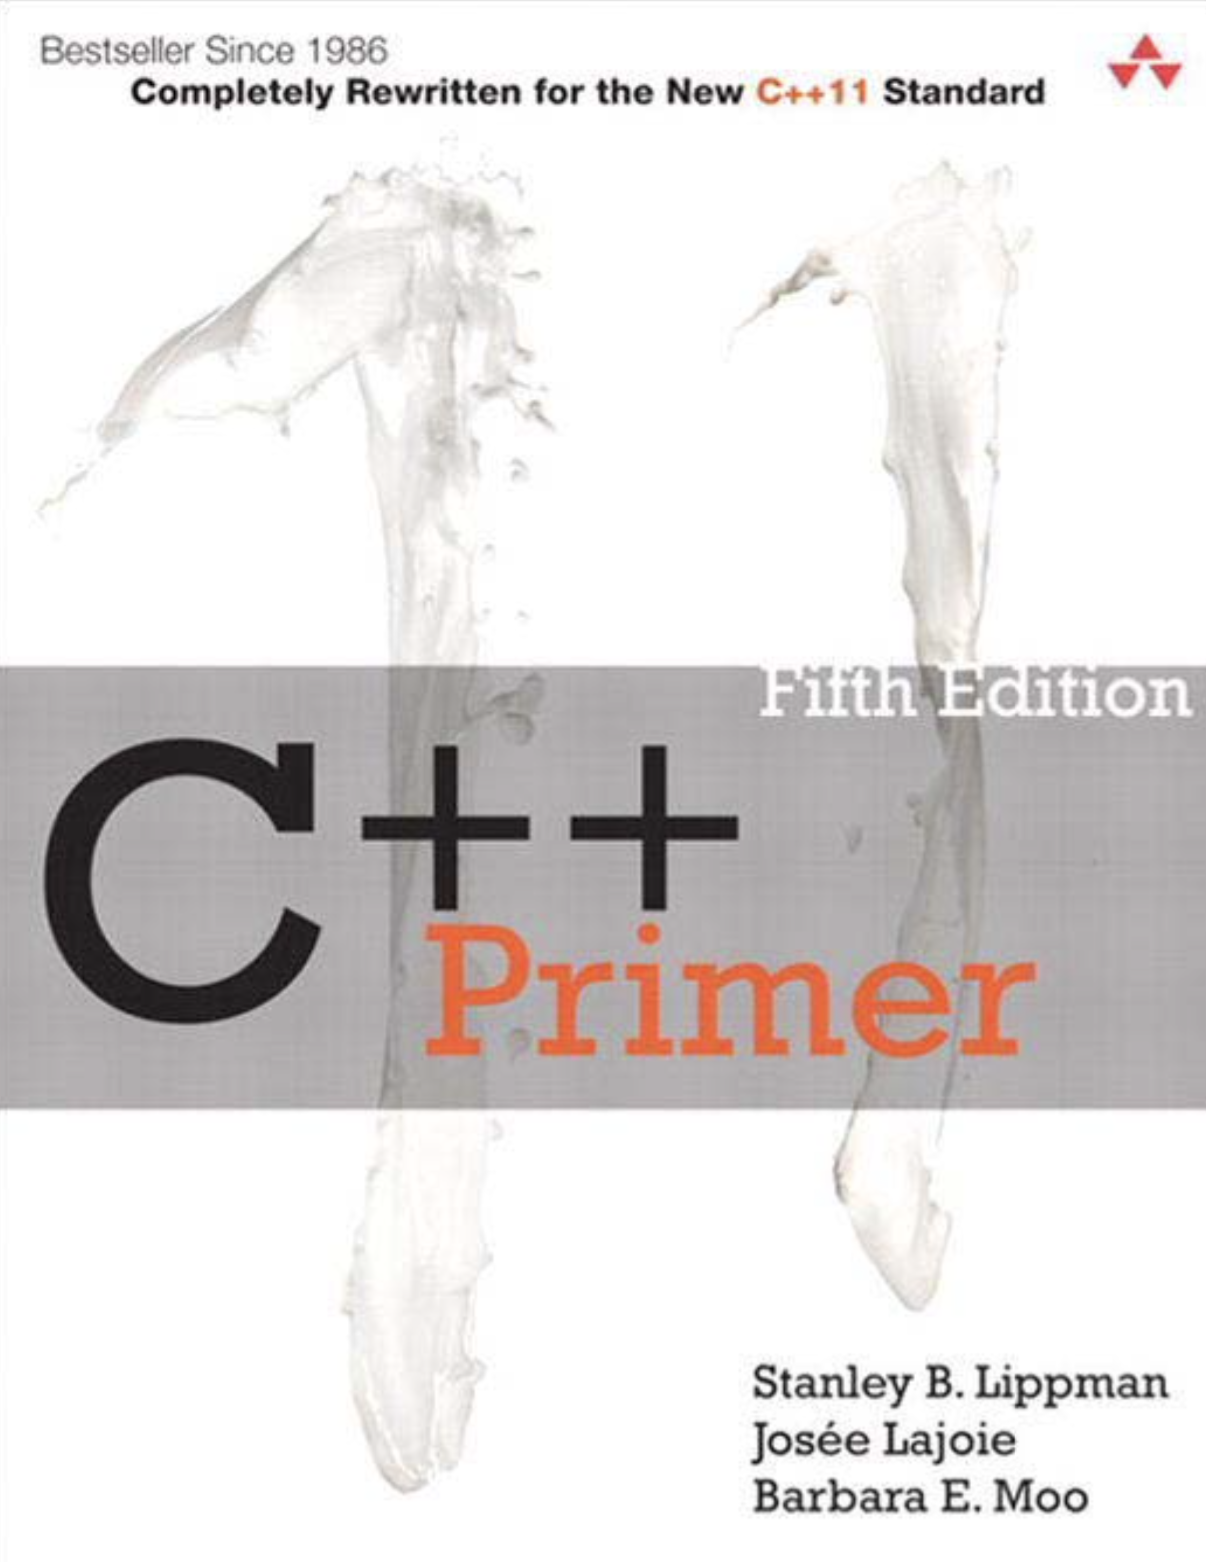 Bestseller Since 1986
Completely Rewritten for the New C++11 Standard
Fifth Edition
C++
Primer
Stanley B. Lippman
Josée Lajoie
Barbara E. Moo